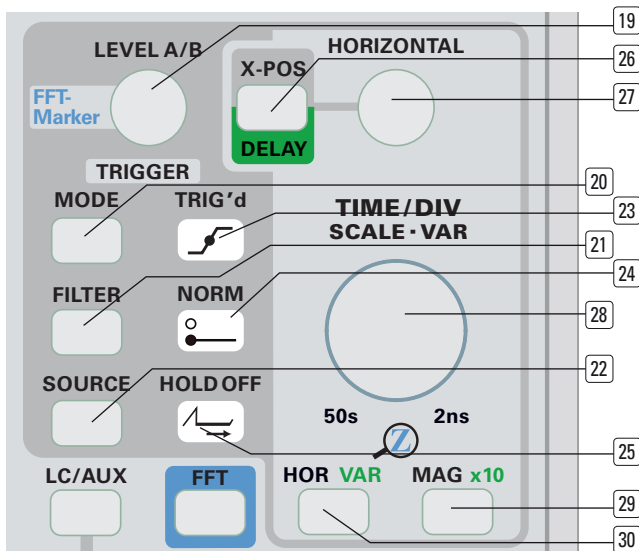 19
LEVEL A/B
HORIZONTAL
26
X-POS
FFT-
Marker
27
DELAY
TRIGGER
20
MODE
TRIG'd
TIME/DIV
23
SCALE · VAR
21
FILTER
NORM
24
28
22
SOURCE
HOLD OFF
50s
2ns
Z
25
LC/AUX
FFT
HOR VAR
MAG x10
29
30